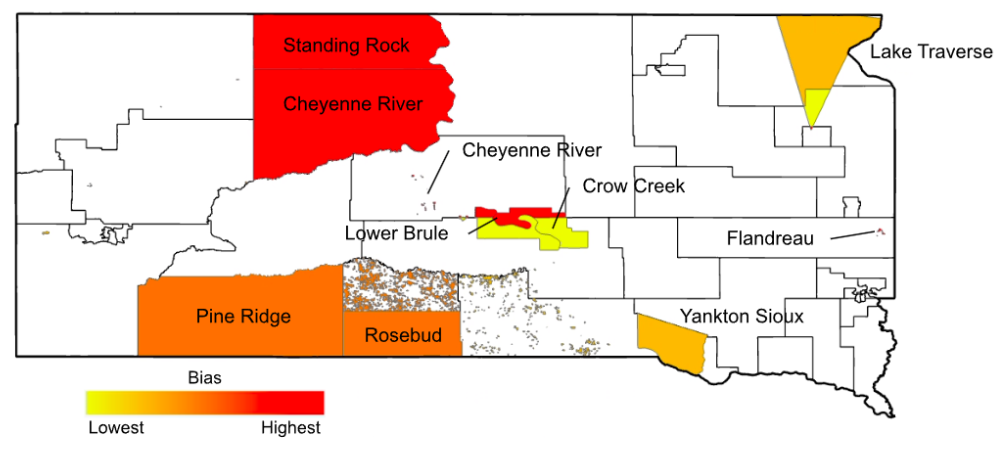 Standing Rock
Lake Traverse
Cheyenne River
Cheyenne River
Crow Creek
Lower Brule
Flandreau
Pine Ridge
Yankton Sioux
Rosebud
Bias
Lowest
Highest